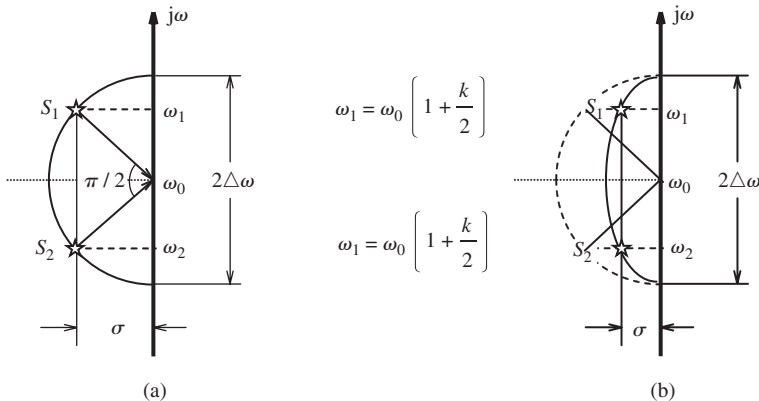 jω
S₁
ω₁
π / 2
ω₀
2△ω
S₂
ω₂
σ
(a)
ω₁ = ω₀ (1 + k/2)
ω₁ = ω₀ (1 + k/2)
jω
S₁
ω₁
ω₀
2△ω
S₂
ω₂
σ
(b)